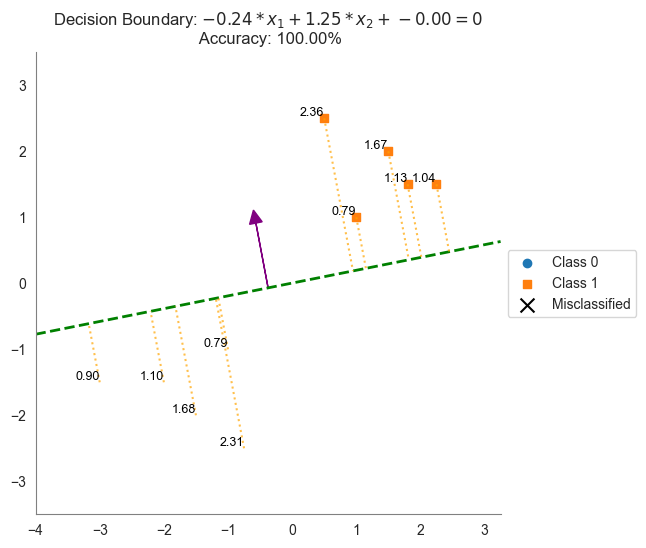 Decision Boundary: $-0.24 * x_1 + 1.25 * x_2 + -0.00 = 0$
Accuracy: 100.00%
3
2.36
2
1.67
1.13 1.04
1
0.79
0
Class 0
Class 1
Misclassified
−1
0.79
0.90
1.10
−2
1.68
2.31
−3
−4 −3 −2 −1 0 1 2 3